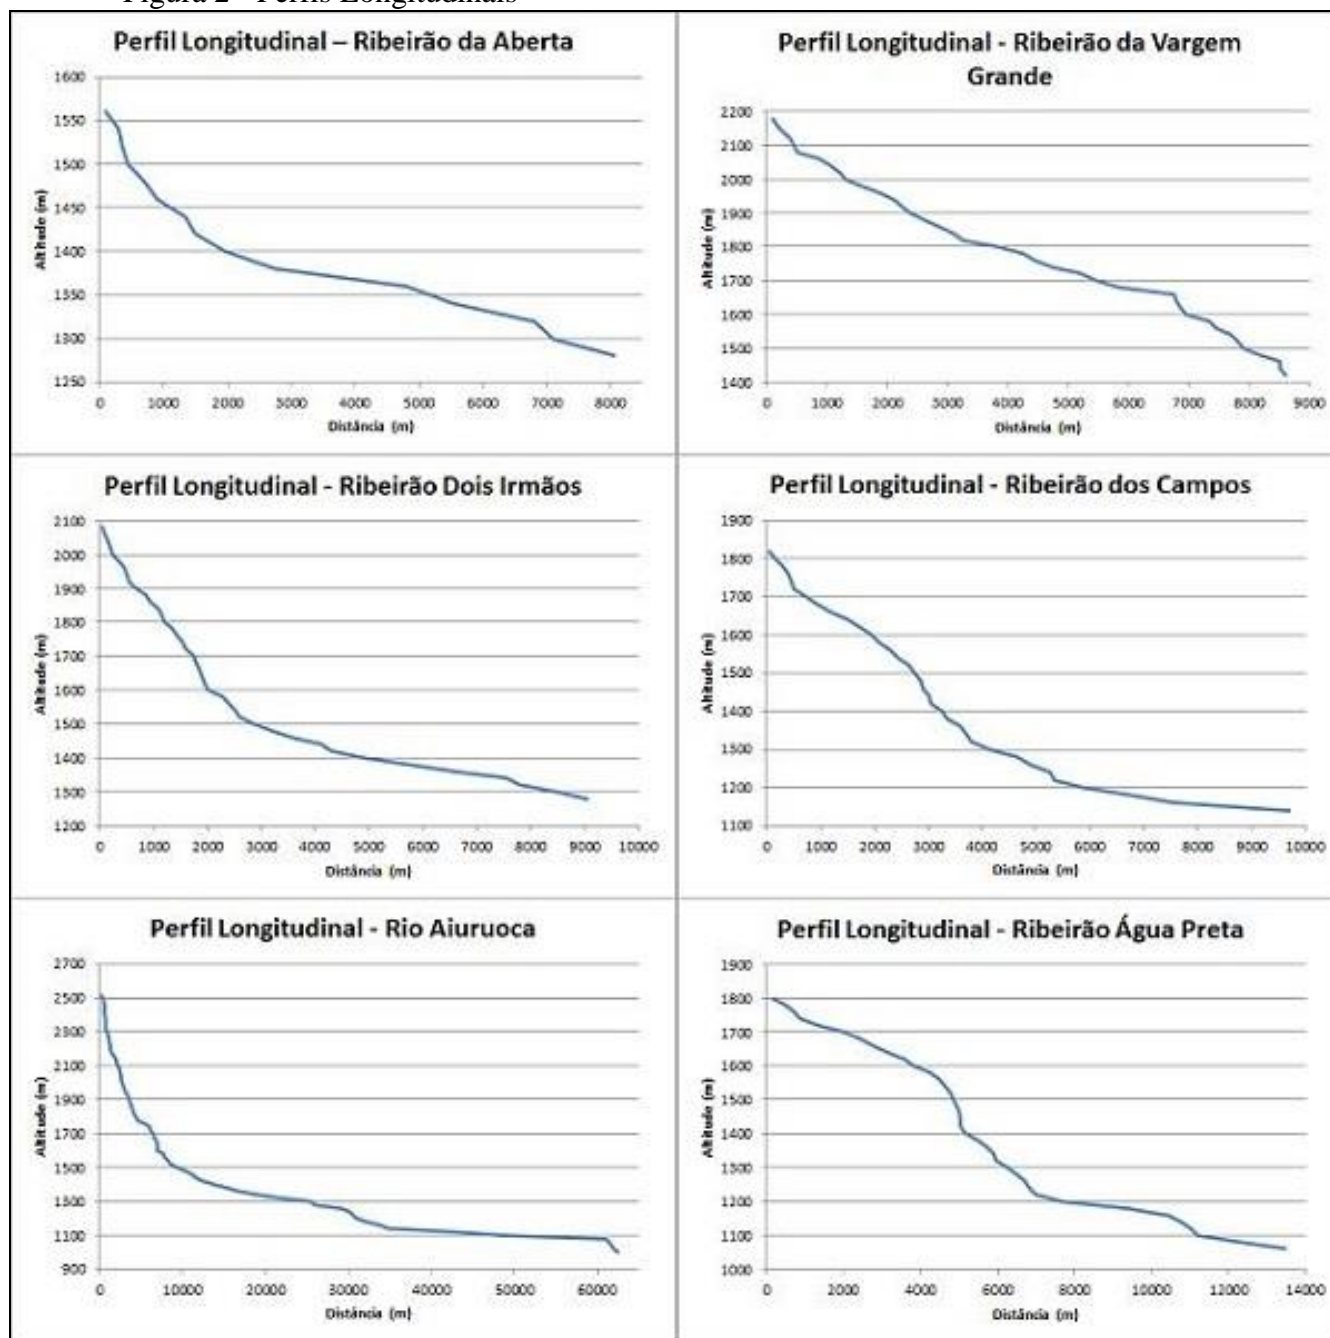 Figura 2 - Perfis Longitudinais
Perfil Longitudinal – Ribeirão da Aberta
1600
1550
1500
1450
1400
1350
1300
1250
Altitude (m)
0 1000 2000 3000 4000 5000 6000 7000 8000
Distância (m)
Perfil Longitudinal - Ribeirão da Vargem
Grande
2200
2100
2000
1900
1800
1700
1600
1500
1400
Altitude (m)
0 1000 2000 3000 4000 5000 6000 7000 8000 9000
Distância (m)
Perfil Longitudinal - Ribeirão Dois Irmãos
2100
2000
1900
1800
1700
1600
1500
1400
1300
1200
Altitude (m)
0 1000 2000 3000 4000 5000 6000 7000 8000 9000 10000
Distância (m)
Perfil Longitudinal - Ribeirão dos Campos
1900
1800
1700
1600
1500
1400
1300
1200
1100
Altitude (m)
0 1000 2000 3000 4000 5000 6000 7000 8000 9000 10000
Distância (m)
Perfil Longitudinal - Rio Aiuruoca
2700
2500
2300
2100
1900
1700
1500
1300
1100
900
Altitude (m)
0 10000 20000 30000 40000 50000 60000
Distância (m)
Perfil Longitudinal - Ribeirão Água Preta
1900
1800
1700
1600
1500
1400
1300
1200
1100
1000
Altitude (m)
0 2000 4000 6000 8000 10000 12000 14000
Distância (m)